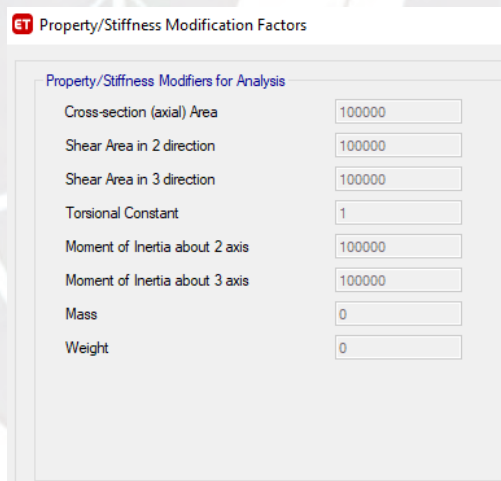 ET Property/Stiffness Modification Factors
Property/Stiffness Modifiers for Analysis
Cross-section (axial) Area 100000
Shear Area in 2 direction 100000
Shear Area in 3 direction 100000
Torsional Constant 1
Moment of Inertia about 2 axis 100000
Moment of Inertia about 3 axis 100000
Mass 0
Weight 0